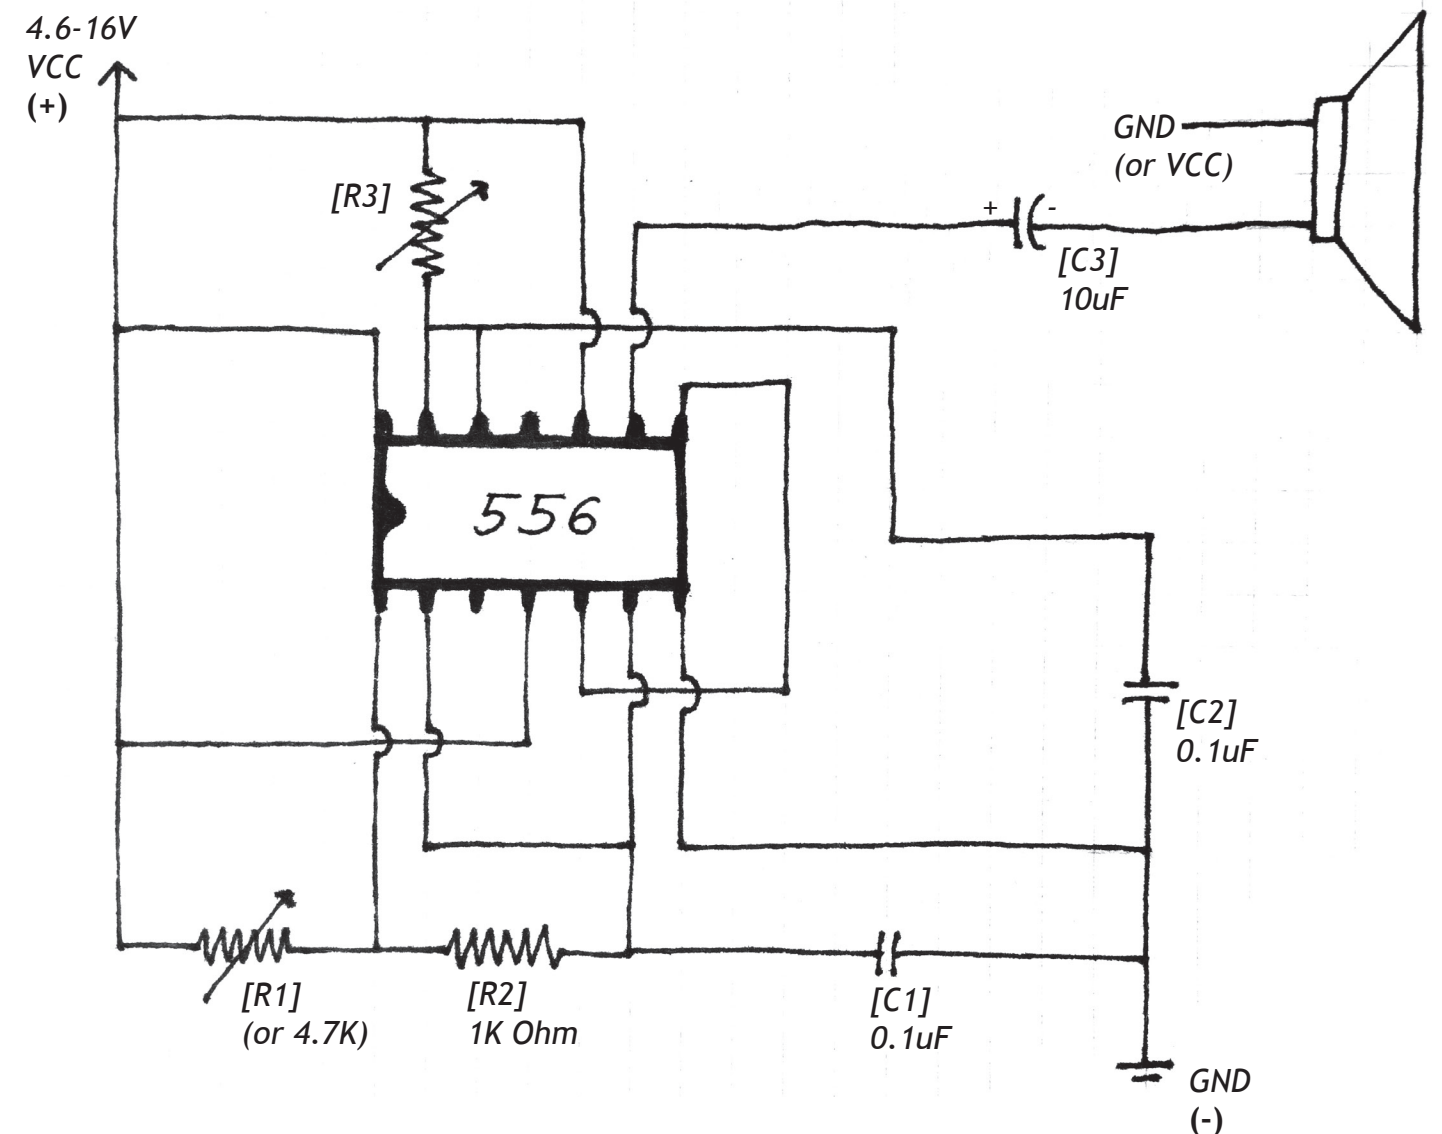 4.6-16V
VCC
(+)
GND
(or VCC)
[R3]
+ -
[C3]
10uF
556
[C2]
0.1uF
[R1]
(or 4.7K)
[R2]
1K Ohm
[C1]
0.1uF
GND
(-)